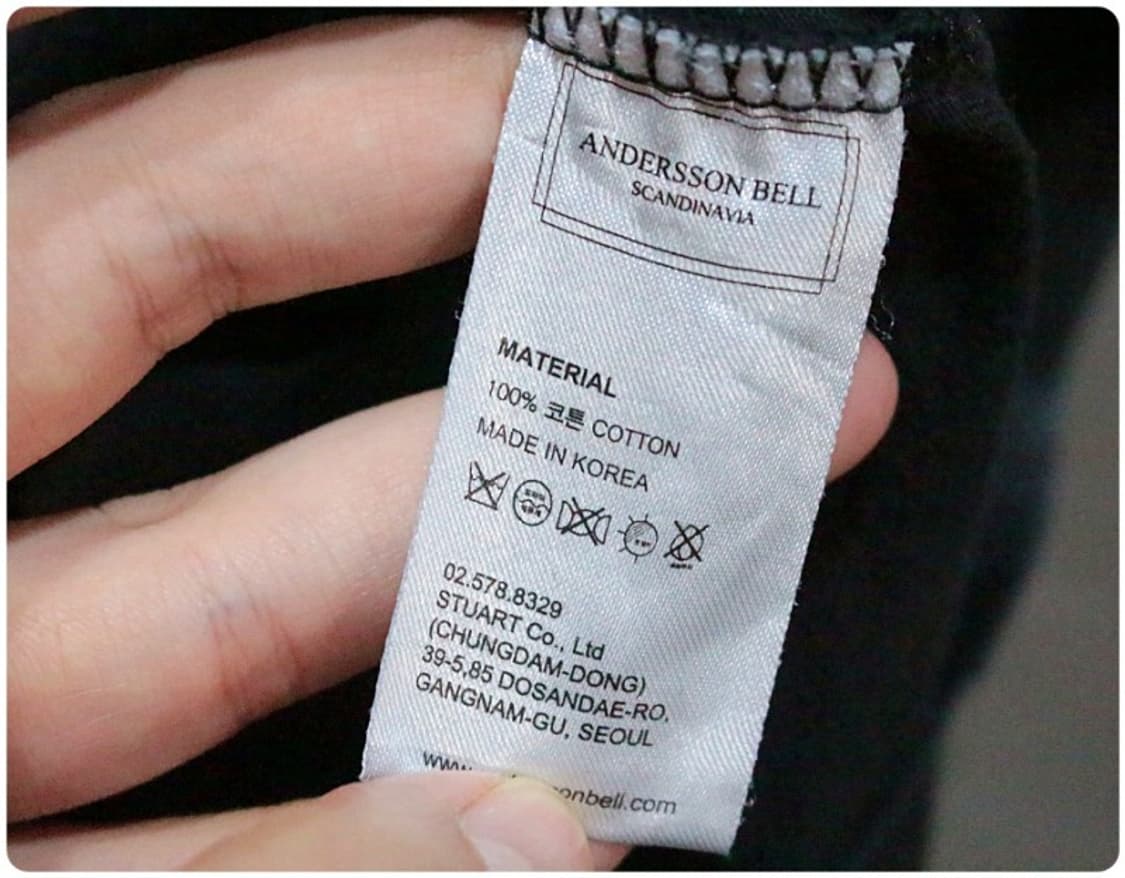 ANDERSSON BELL
SCANDINAVIA
MATERIAL
100% 코튼 COTTON
MADE IN KOREA
02.578.8329
STUART Co., Ltd
(CHUNGDAM-DONG)
39-5,85 DOSANDAE-RO,
GANGNAM-GU, SEOUL